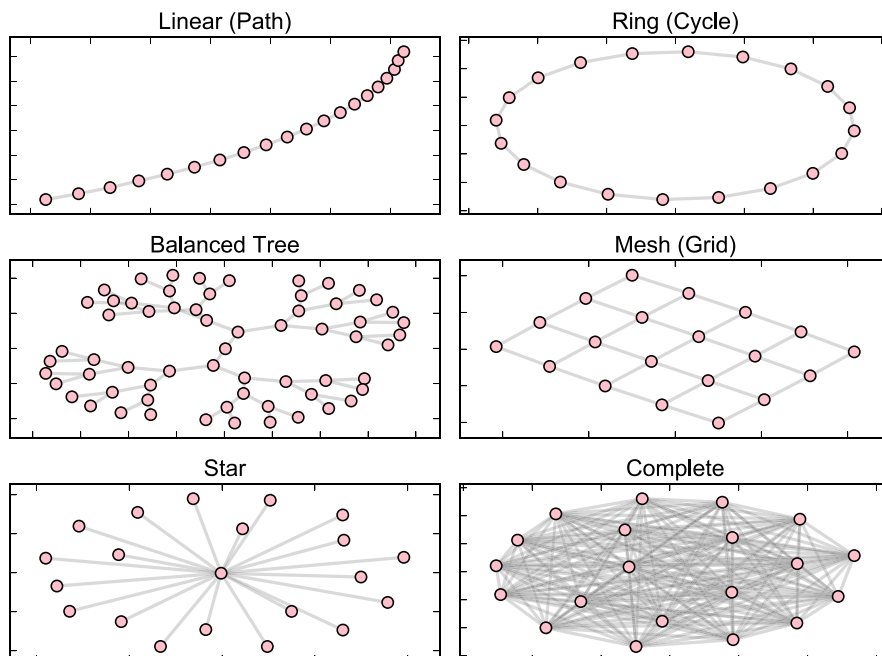 Linear (Path)
Ring (Cycle)
Balanced Tree
Mesh (Grid)
Star
Complete